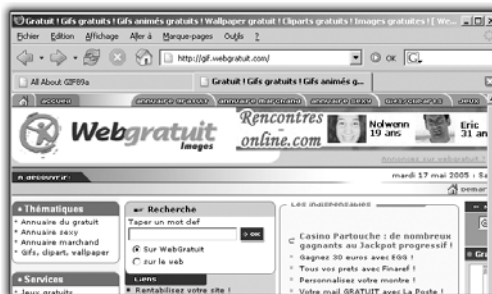 Gratuit ! Gifs gratuits ! Gifs animés gratuits ! Wallpaper gratuit ! Cliparts gratuits ! Images gratuites ! [ We...
Fichier Edition Affichage Aller à Marque-pages Outils ?
http://gif.webgratuit.com/ OK
All About GIF89a
Gratuit ! Gifs gratuits ! Gifs animés g...
accueil annuaire gratuit annuaire marchand annuaire sexy gifs/cliparts jeux
Webgratuit
Images
Rencontres
online.com
Nolwenn
19 ans
Eric
31 an
Annoncez sur webgratuit !
A découvrir:
mardi 17 mai 2005 : Sa
Demar
Thématiques
Annuaire du gratuit
Annuaire sexy
Annuaire marchand
Gifs, clipart, wallpaper
Services
Jeux gratuits
Recherche
Taper un mot clef
OK
Sur WebGratuit
sur le web
Liens
Rentabilisez votre site !
Les indispensables
Casino Partouche : de nombreux
gagnants au Jackpot progressif !
Gagnez 30 euros avec EGG !
Tous vos prets avec Finaref !
Personnalisez votre montre !
Votre mail GRATUIT avec La Poste !
Gr